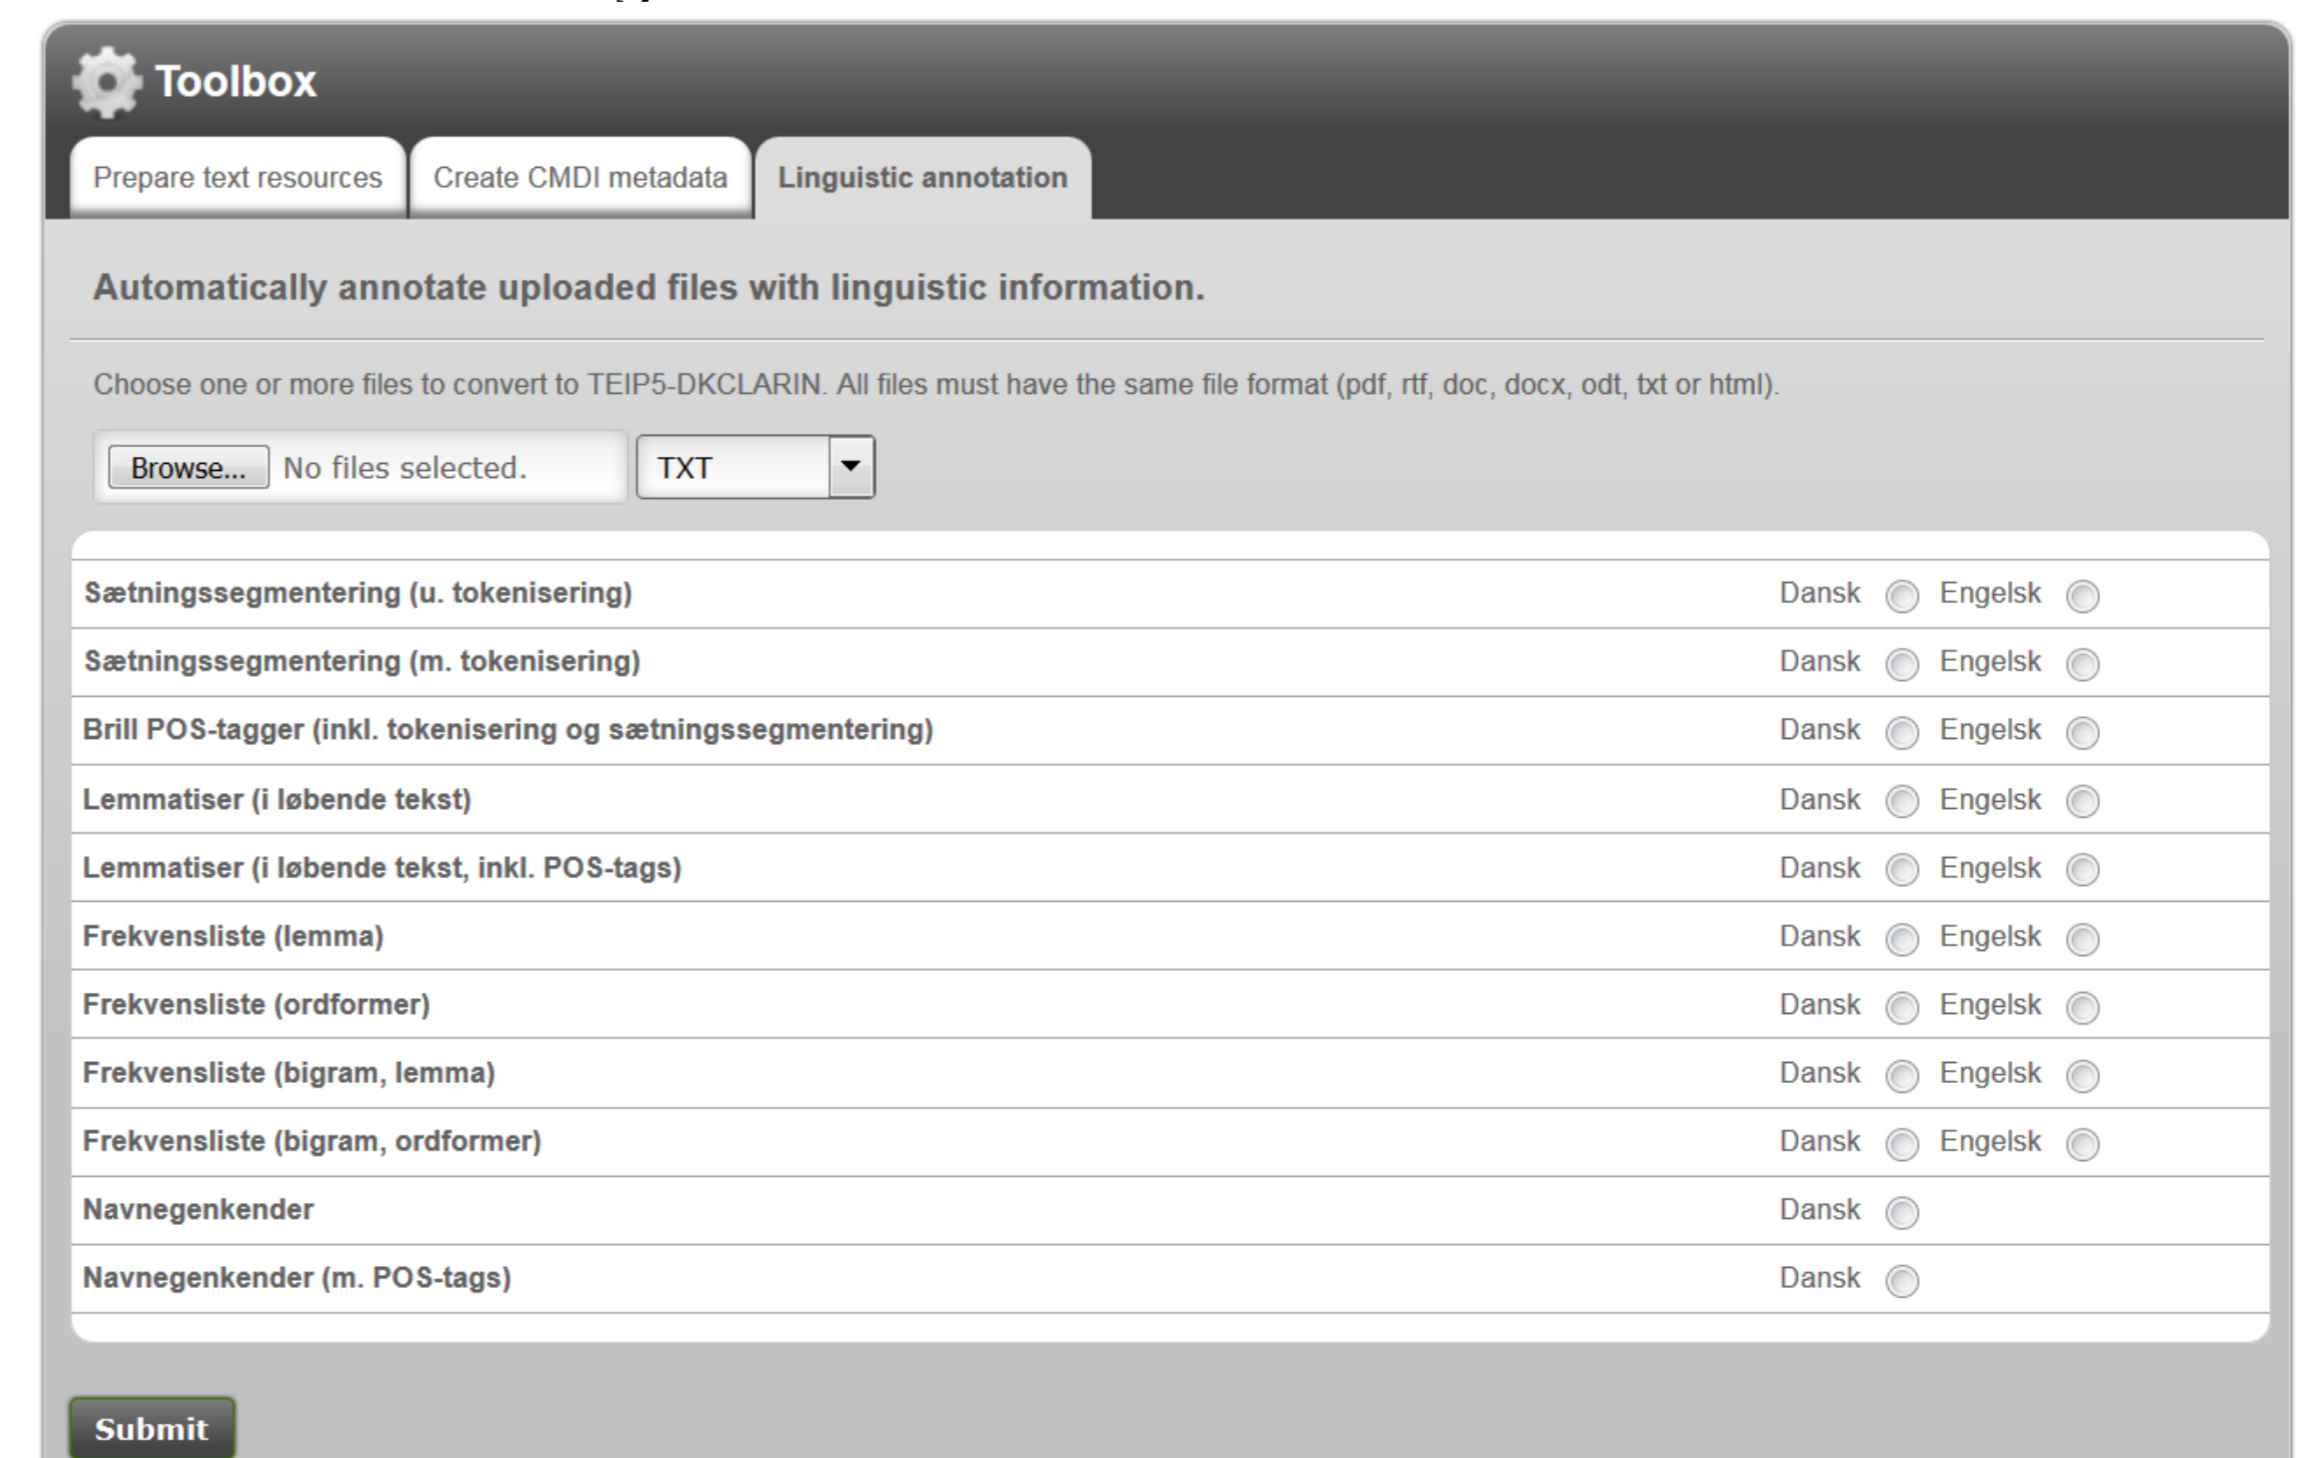 Toolbox
Prepare text resources Create CMDI metadata Linguistic annotation
Automatically annotate uploaded files with linguistic information.
Choose one or more files to convert to TEIP5-DKCLARIN. All files must have the same file format (pdf, rtf, doc, docx, odt, txt or html).
Browse... No files selected. TXT
Sætningssegmentering (u. tokenisering) Dansk Engelsk
Sætningssegmentering (m. tokenisering) Dansk Engelsk
Brill POS-tagger (inkl. tokenisering og sætningssegmentering) Dansk Engelsk
Lemmatiser (i løbende tekst) Dansk Engelsk
Lemmatiser (i løbende tekst, inkl. POS-tags) Dansk Engelsk
Frekvensliste (lemma) Dansk Engelsk
Frekvensliste (ordformer) Dansk Engelsk
Frekvensliste (bigram, lemma) Dansk Engelsk
Frekvensliste (bigram, ordformer) Dansk Engelsk
Navnegenkender Dansk
Navnegenkender (m. POS-tags) Dansk
Submit